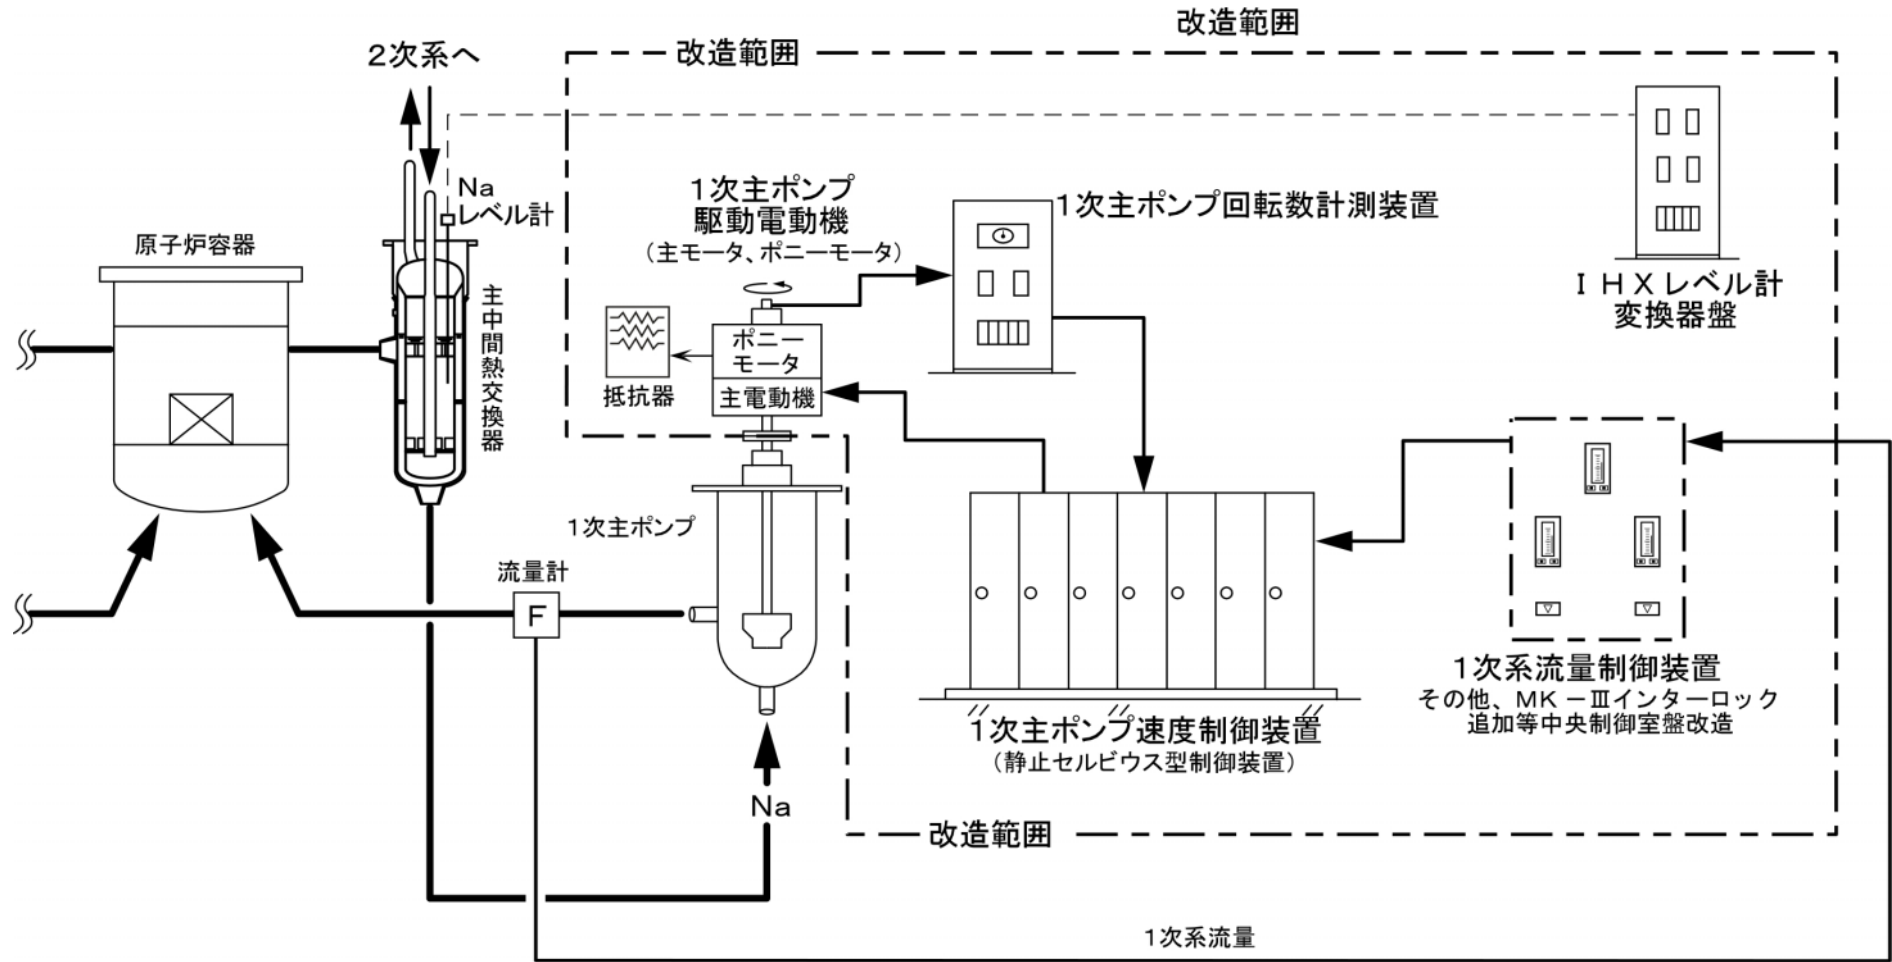 改造範囲
改造範囲
2次系へ
Na
レベル計
1次主ポンプ
駆動電動機
(主モータ、ポニーモータ)
1次主ポンプ回転数計測装置
原子炉容器
主中間熱交換器
IHXレベル計
変換器盤
ポニー
モータ
主電動機
抵抗器
1次主ポンプ
流量計
F
1次系流量制御装置
その他、MK-Ⅲインターロック
追加等中央制御室盤改造
1次主ポンプ速度制御装置
(静止セルビウス型制御装置)
Na
改造範囲
1次系流量